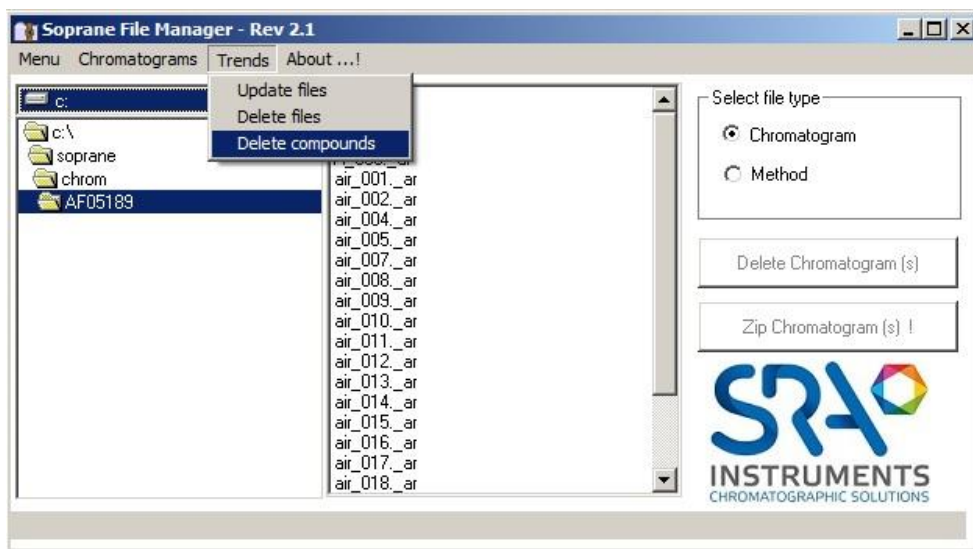 Soprane File Manager - Rev 2.1
Menu Chromatograms Trends About ...!
Update files
Delete files
Delete compounds
c:
c:\
soprane
chrom
AF05189
air_001._ar
air_002._ar
air_004._ar
air_005._ar
air_007._ar
air_008._ar
air_009._ar
air_010._ar
air_011._ar
air_012._ar
air_013._ar
air_014._ar
air_015._ar
air_016._ar
air_017._ar
air_018._ar
Select file type
Chromatogram
Method
Delete Chromatogram (s)
Zip Chromatogram (s) !
SRA
INSTRUMENTS
CHROMATOGRAPHIC SOLUTIONS